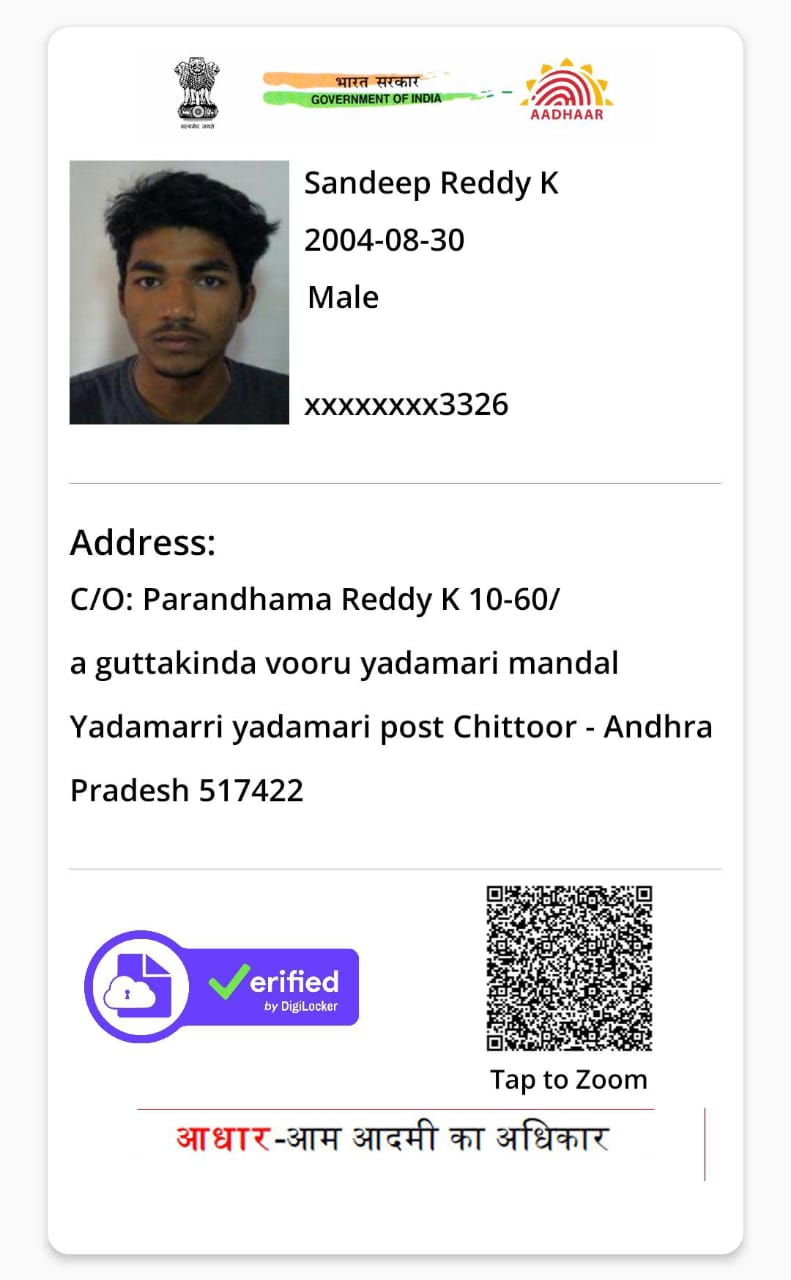 सत्यमेव जयते
भारत सरकार
GOVERNMENT OF INDIA
AADHAAR
Sandeep Reddy K
2004-08-30
Male
xxxxxxxx3326
Address:
C/O: Parandhama Reddy K 10-60/
a guttakinda vooru yadamari mandal
Yadamarri yadamari post Chittoor - Andhra
Pradesh 517422
erified
by DigiLocker
Tap to Zoom
आधार-आम आदमी का अधिकार